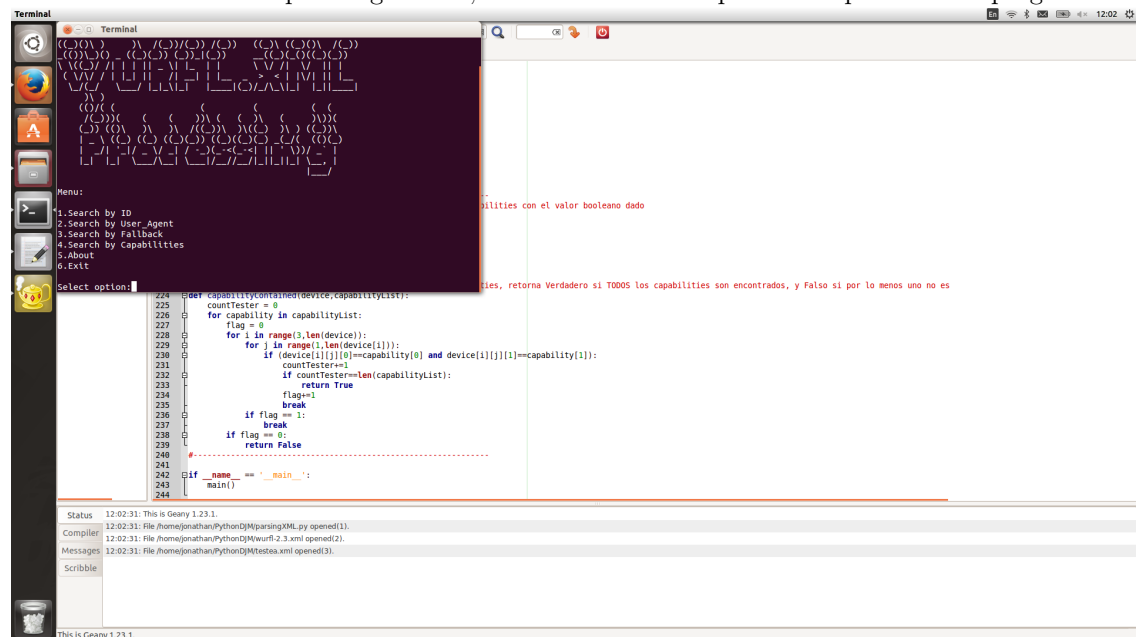 Terminal
En
12:02
Terminal
Menu:
1.Search by ID
2.Search by User_Agent
3.Search by Fallback
4.Search by Capabilities
5.About
6.Exit
Select option:
con el valor booleano dado
retorna Verdadero si TODOS los capabilities son encontrados, y Falso si por lo menos uno no es
224 def capabilityContained(device,capabilityList):
225 countTester = 0
226 for capability in capabilityList:
227 flag = 0
228 for i in range(3,len(device)):
229 for j in range(1,len(device[i])):
230 if (device[i][j][0]==capability[0] and device[i][j][1]==capability[1]):
231 countTester+=1
232 if countTester==len(capabilityList):
233 return True
234 flag+=1
235 break
236 if flag == 1:
237 break
238 if flag == 0:
239 return False
240 #------------------------------------------------------------------
241
242 if __name__ == '__main__':
243 main()
244
Status
Compiler
Messages
Scribble
12:02:31: This is Geany 1.23.1.
12:02:31: File /home/jonathan/PythonDJM/parsingXML.py opened(1).
12:02:31: File /home/jonathan/PythonDJM/wurfl-2.3.xml opened(2).
12:02:31: File /home/jonathan/PythonDJM/testea.xml opened(3).
This is Geany 1.23.1.